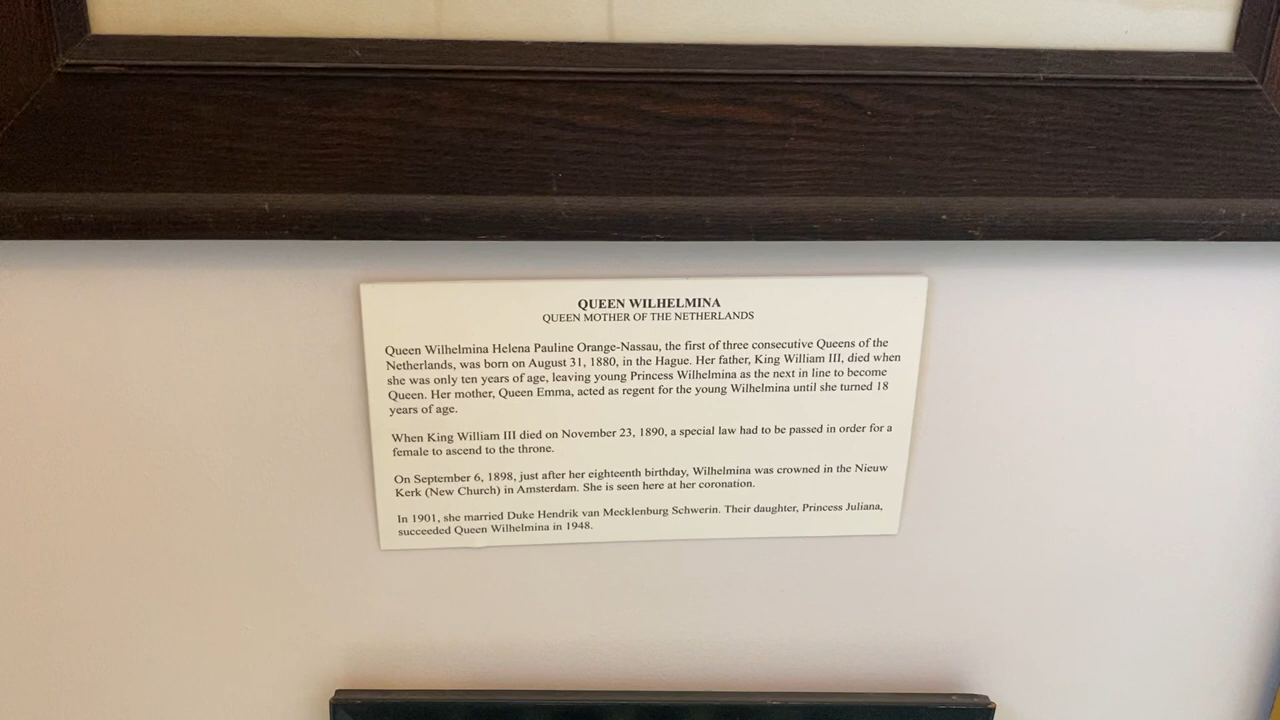 QUEEN WILHELMINA
QUEEN MOTHER OF THE NETHERLANDS
Queen Wilhelmina Helena Pauline Orange-Nassau, the first of three consecutive Queens of the
Netherlands, was born on August 31, 1880, in the Hague. Her father, King William III, died when
she was only ten years of age, leaving young Princess Wilhelmina as the next in line to become
Queen. Her mother, Queen Emma, acted as regent for the young Wilhelmina until she turned 18
years of age.
When King William III died on November 23, 1890, a special law had to be passed in order for a
female to ascend to the throne.
On September 6, 1898, just after her eighteenth birthday, Wilhelmina was crowned in the Nieuw
Kerk (New Church) in Amsterdam. She is seen here at her coronation.
In 1901, she married Duke Hendrik van Mecklenburg Schwerin. Their daughter, Princess Juliana,
succeeded Queen Wilhelmina in 1948.